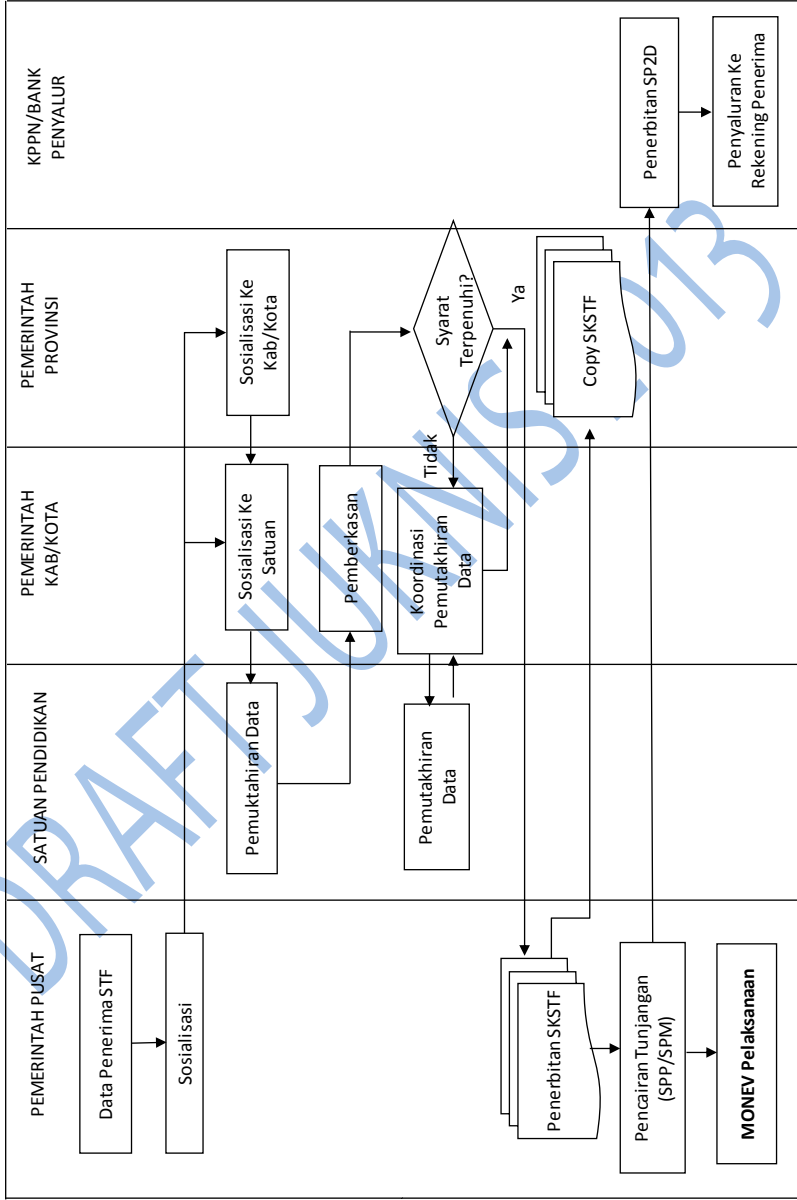 PEMERINTAH PUSAT
SATUAN PENDIDIKAN
PEMERINTAH
KAB/KOTA
PEMERINTAH
PROVINSI
KPPN/BANK
PENYALUR
Data Penerima STF
Sosialisasi
Sosialisasi Ke
Kab/Kota
Sosialisasi Ke
Satuan
Pemuktahiran Data
Pemberkasan
Syarat
Terpenuhi?
Tidak
Ya
Koordinasi
Pemutakhiran
Data
Pemutakhiran
Data
Penerbitan SKSTF
Copy SKSTF
Pencairan Tunjangan
(SPP/SPM)
Penerbitan SP2D
Penyaluran Ke
Rekening Penerima
MONEV Pelaksanaan
DRAFT JUKNIS 2013